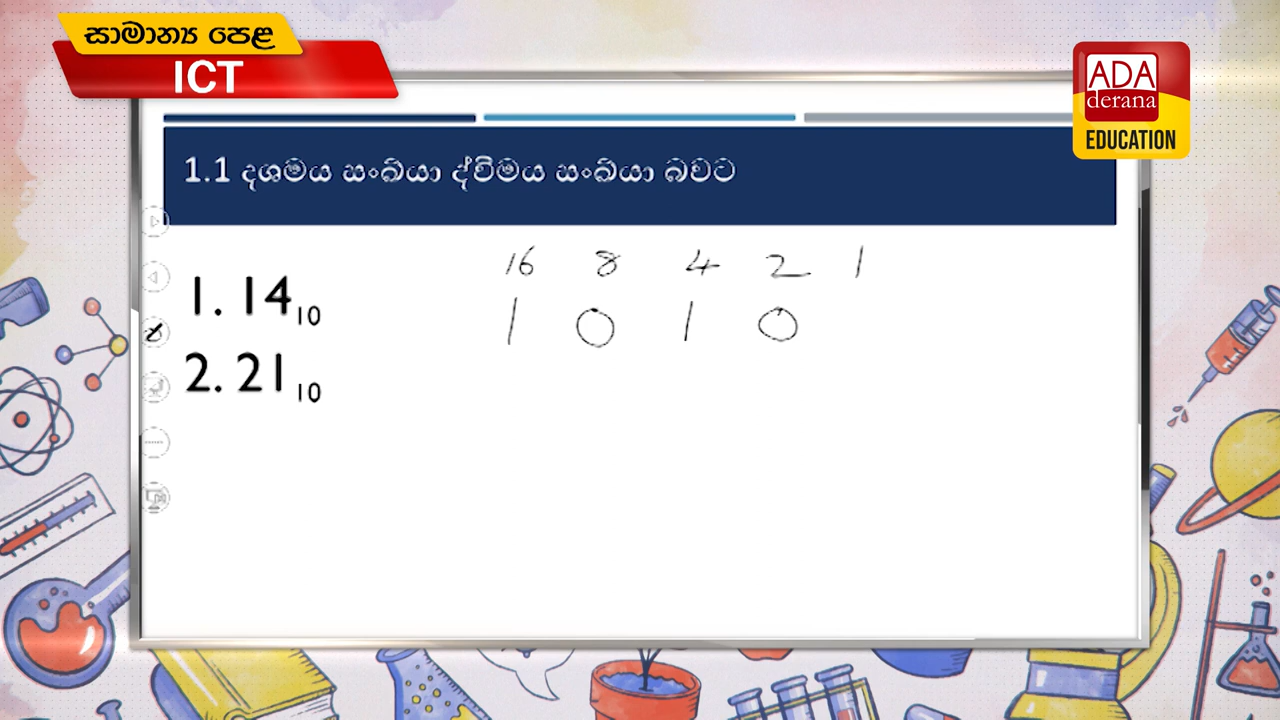 සාමාන්‍ය පෙළ
ICT
ADA
derana
EDUCATION
1.1 දශමය සංඛ්‍යා ද්විමය සංඛ්‍යා බවට
16 8 4 2 1
1. 14₁₀
1 0 1 0
2. 21₁₀